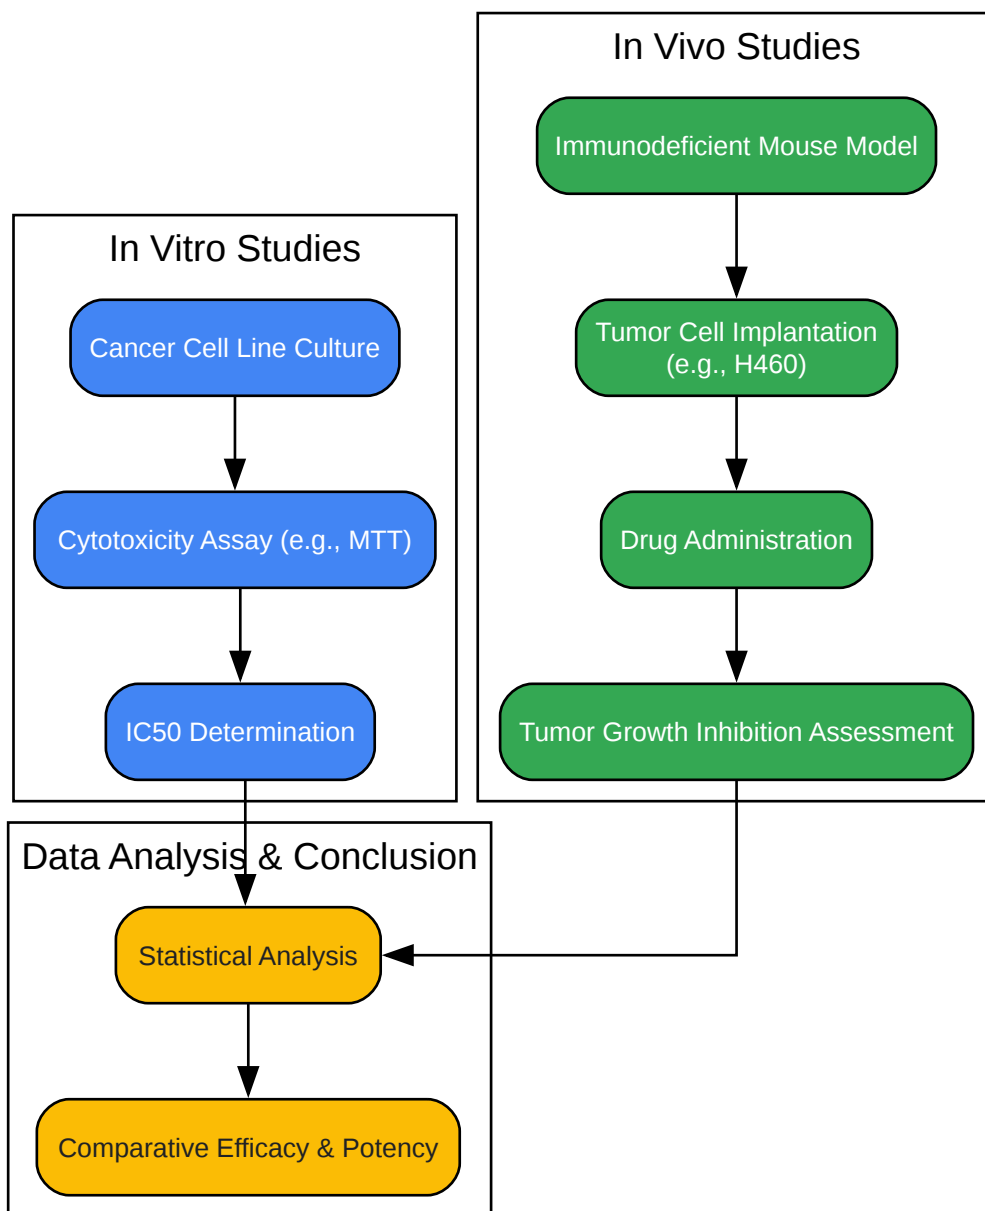 In Vivo Studies
Immunodeficient Mouse Model
Tumor Cell Implantation
(e.g., H460)
Drug Administration
Tumor Growth Inhibition Assessment
In Vitro Studies
Cancer Cell Line Culture
Cytotoxicity Assay (e.g., MTT)
IC50 Determination
Data Analysis & Conclusion
Statistical Analysis
Comparative Efficacy & Potency